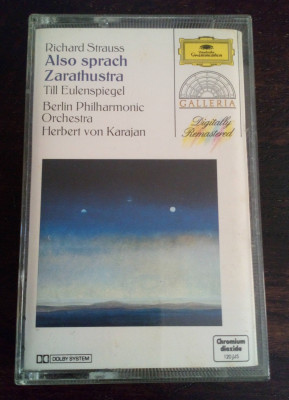 Richard Strauss
Also sprach
Zarathustra
Till Eulenspiegel
Berlin Philharmonic
Orchestra
Herbert von Karajan
Deutsche
Grammophon
GALLERIA
Digitally
Remastered
DOLBY SYSTEM
Chromium
dioxide